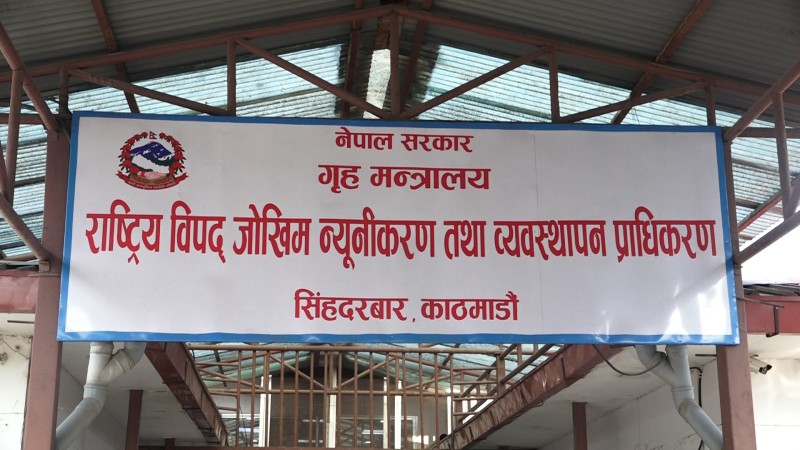 नेपाल सरकार
गृह मन्त्रालय
राष्ट्रिय विपद् जोखिम न्यूनीकरण तथा व्यवस्थापन प्राधिकरण
सिंहदरबार, काठमाडौं